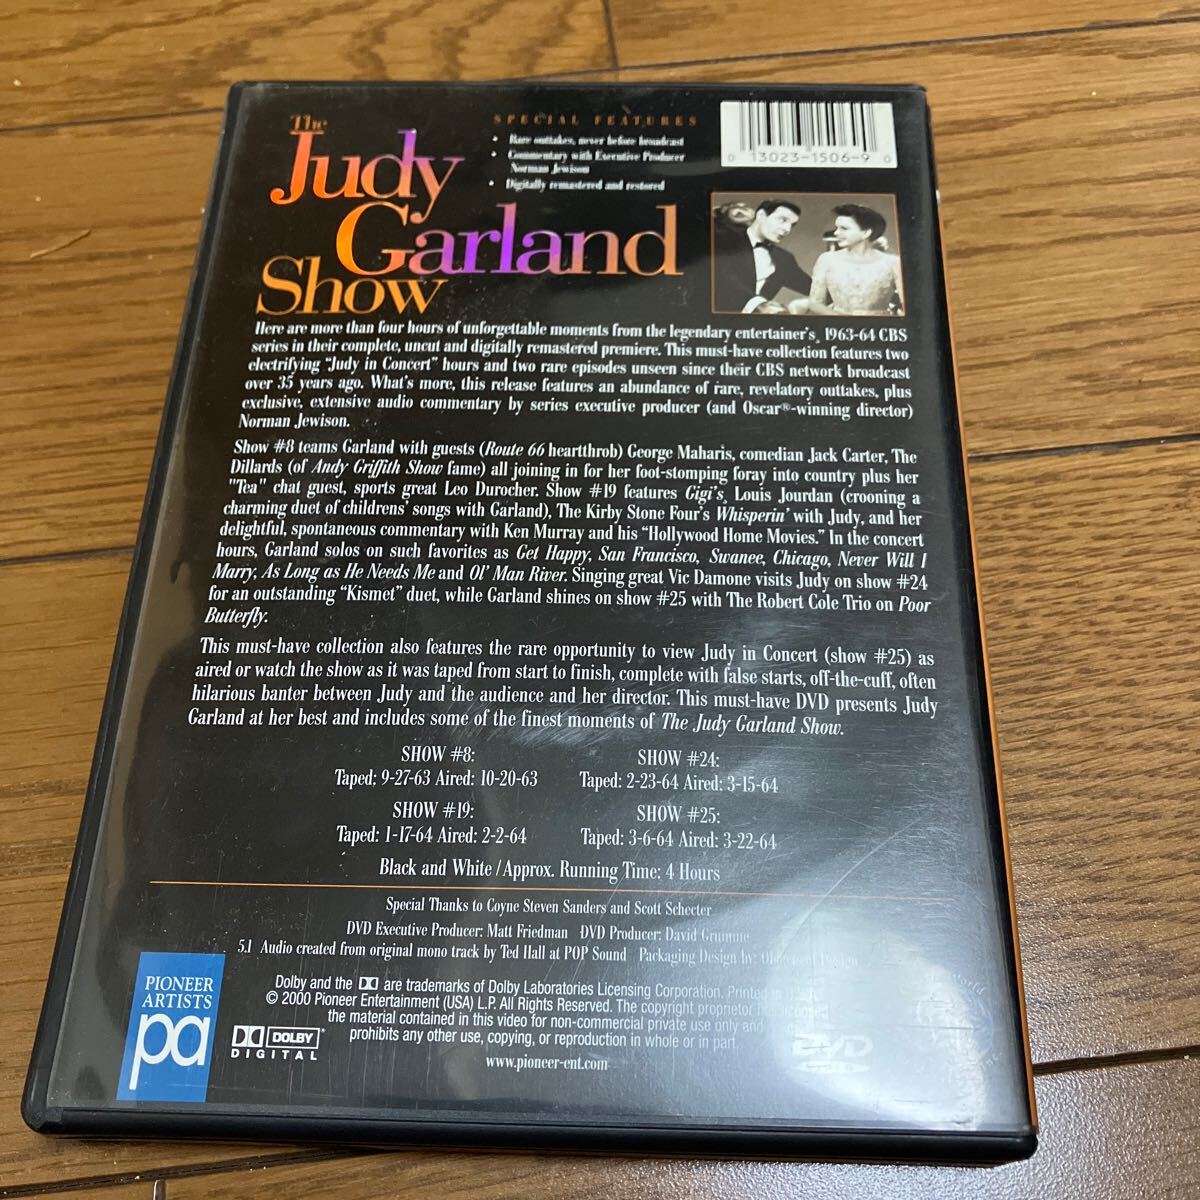 The
Judy
Garland
Show
SPECIAL FEATURES
• Rare outtakes, never before broadcast
• Commentary with Executive Producer
Norman Jewison
• Digitally remastered and restored
0 13023-1506-9 0
Here are more than four hours of unforgettable moments from the legendary entertainer's 1963-64 CBS
series in their complete, uncut and digitally remastered premiere. This must-have collection features two
electrifying "Judy in Concert" hours and two rare episodes unseen since their CBS network broadcast
over 35 years ago. What's more, this release features an abundance of rare, revelatory outtakes, plus
exclusive, extensive audio commentary by series executive producer (and Oscar®-winning director)
Norman Jewison.
Show #8 teams Garland with guests (Route 66 heartthrob) George Maharis, comedian Jack Carter, The
Dillards (of Andy Griffith Show fame) all joining in for her foot-stomping foray into country plus her
"Tea" chat guest, sports great Leo Durocher. Show #19 features Gigi's Louis Jourdan (crooning a
charming duet of childrens' songs with Garland), The Kirby Stone Four's Whisperin' with Judy, and her
delightful, spontaneous commentary with Ken Murray and his "Hollywood Home Movies." In the concert
hours, Garland solos on such favorites as Get Happy, San Francisco, Swanee, Chicago, Never Will I
Marry, As Long as He Needs Me and Ol' Man River. Singing great Vic Damone visits Judy on show #24
for an outstanding "Kismet" duet, while Garland shines on show #25 with The Robert Cole Trio on Poor
Butterfly.
This must-have collection also features the rare opportunity to view Judy in Concert (show #25) as
aired or watch the show as it was taped from start to finish, complete with false starts, off-the-cuff, often
hilarious banter between Judy and the audience and her director. This must-have DVD presents Judy
Garland at her best and includes some of the finest moments of The Judy Garland Show.
SHOW #8:
Taped: 9-27-63 Aired: 10-20-63
SHOW #24:
Taped: 2-23-64 Aired: 3-15-64
SHOW #19:
Taped: 1-17-64 Aired: 2-2-64
SHOW #25:
Taped: 3-6-64 Aired: 3-22-64
Black and White / Approx. Running Time: 4 Hours
Special Thanks to Coyne Steven Sanders and Scott Schecter
DVD Executive Producer: Matt Friedman DVD Producer: David Grumme
5.1 Audio created from original mono track by Ted Hall at POP Sound Packaging Design by:
Dolby and the DD are trademarks of Dolby Laboratories Licensing Corporation. Printed in
© 2000 Pioneer Entertainment (USA) L.P. All Rights Reserved. The copyright proprietor
the material contained in this video for non-commercial private use only and
prohibits any other use, copying, or reproduction in whole or in part.
www.pioneer-ent.com
PIONEER
ARTISTS
pa
DOLBY
DIGITAL
DVD